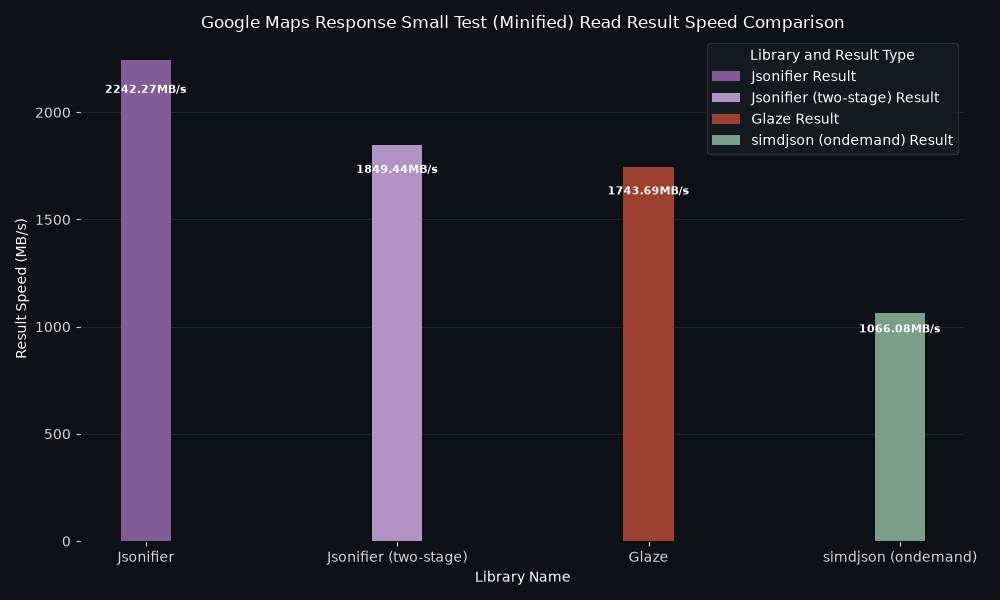 Google Maps Response Small Test (Minified) Read Result Speed Comparison
Library and Result Type
Jsonifier Result
Jsonifier (two-stage) Result
Glaze Result
simdjson (ondemand) Result
2242.27MB/s
1849.44MB/s
1743.69MB/s
1066.08MB/s
Result Speed (MB/s)
2000
1500
1000
500
0
Jsonifier
Jsonifier (two-stage)
Glaze
simdjson (ondemand)
Library Name